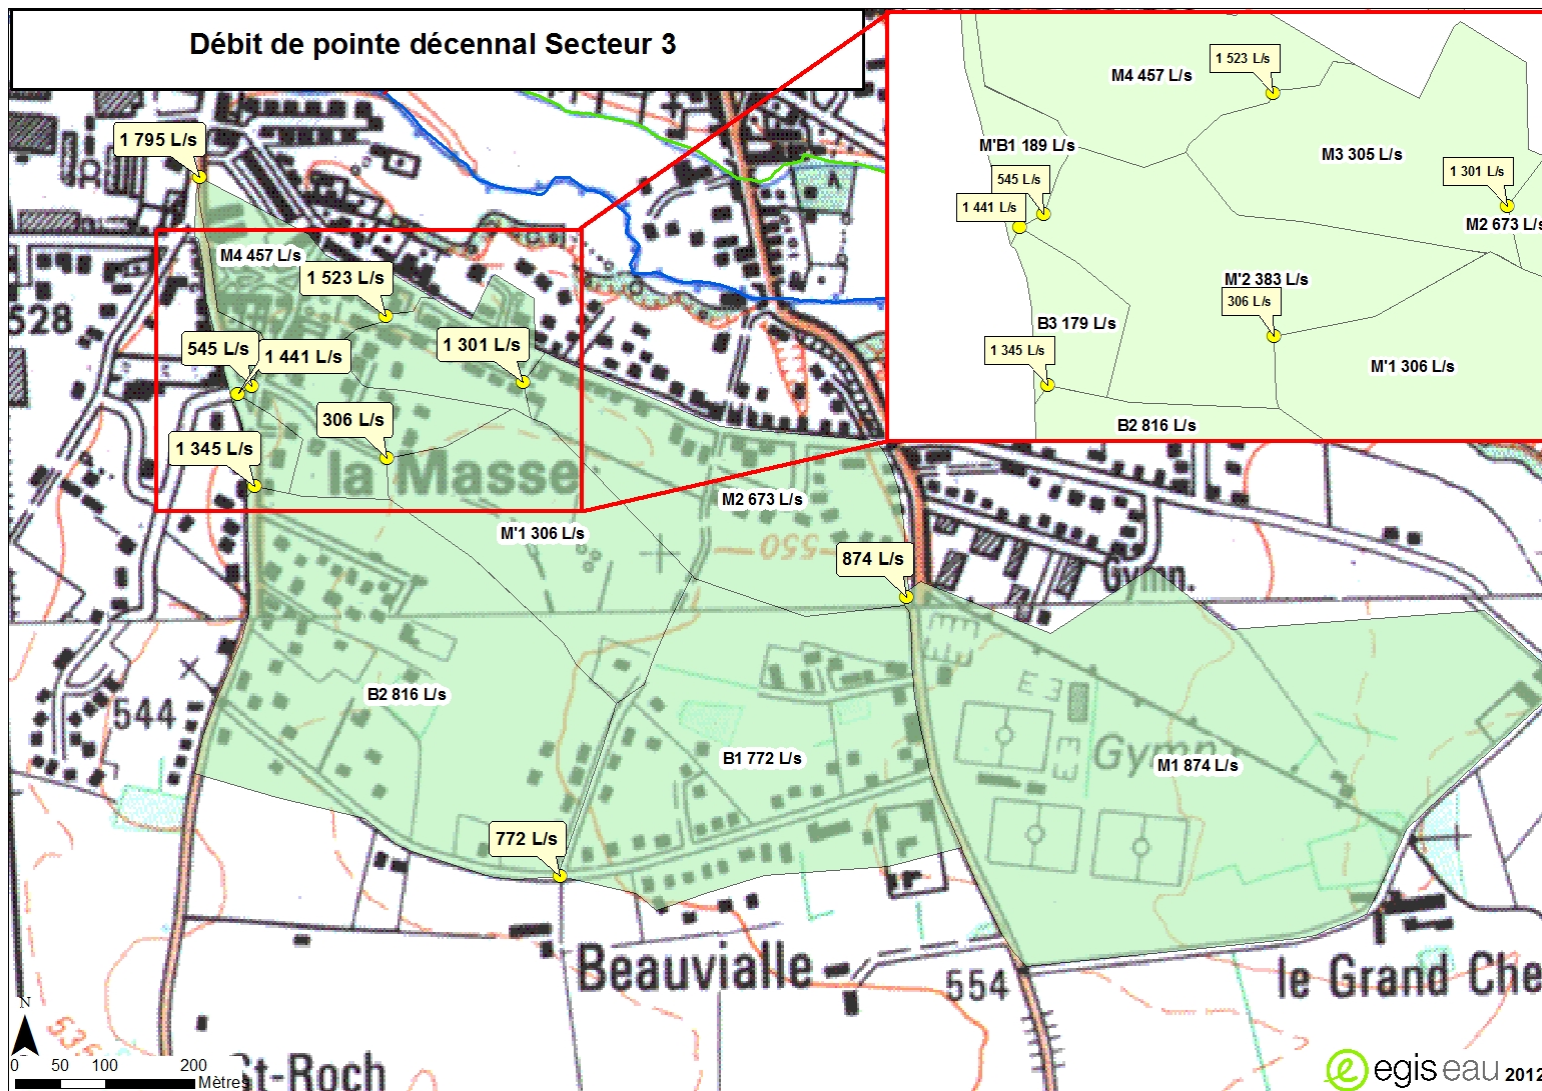 Débit de pointe décennal Secteur 3
1 523 L/s
M4 457 L/s
M'B1 189 L/s
M3 305 L/s
545 L/s
1 301 L/s
1 441 L/s
M2 673 L/s
M'2 383 L/s
306 L/s
B3 179 L/s
1 345 L/s
M'1 306 L/s
B2 816 L/s
1 795 L/s
M4 457 L/s
1 523 L/s
528
545 L/s
1 441 L/s
1 301 L/s
306 L/s
1 345 L/s
la Masse
M2 673 L/s
M'1 306 L/s
550
874 L/s
Gymn.
B2 816 L/s
544
B1 772 L/s
Gymn.
M1 874 L/s
772 L/s
Beauvialle
554
le Grand Che
N
536
0 50 100 200
Mètres
St-Roch
egis eau 2012